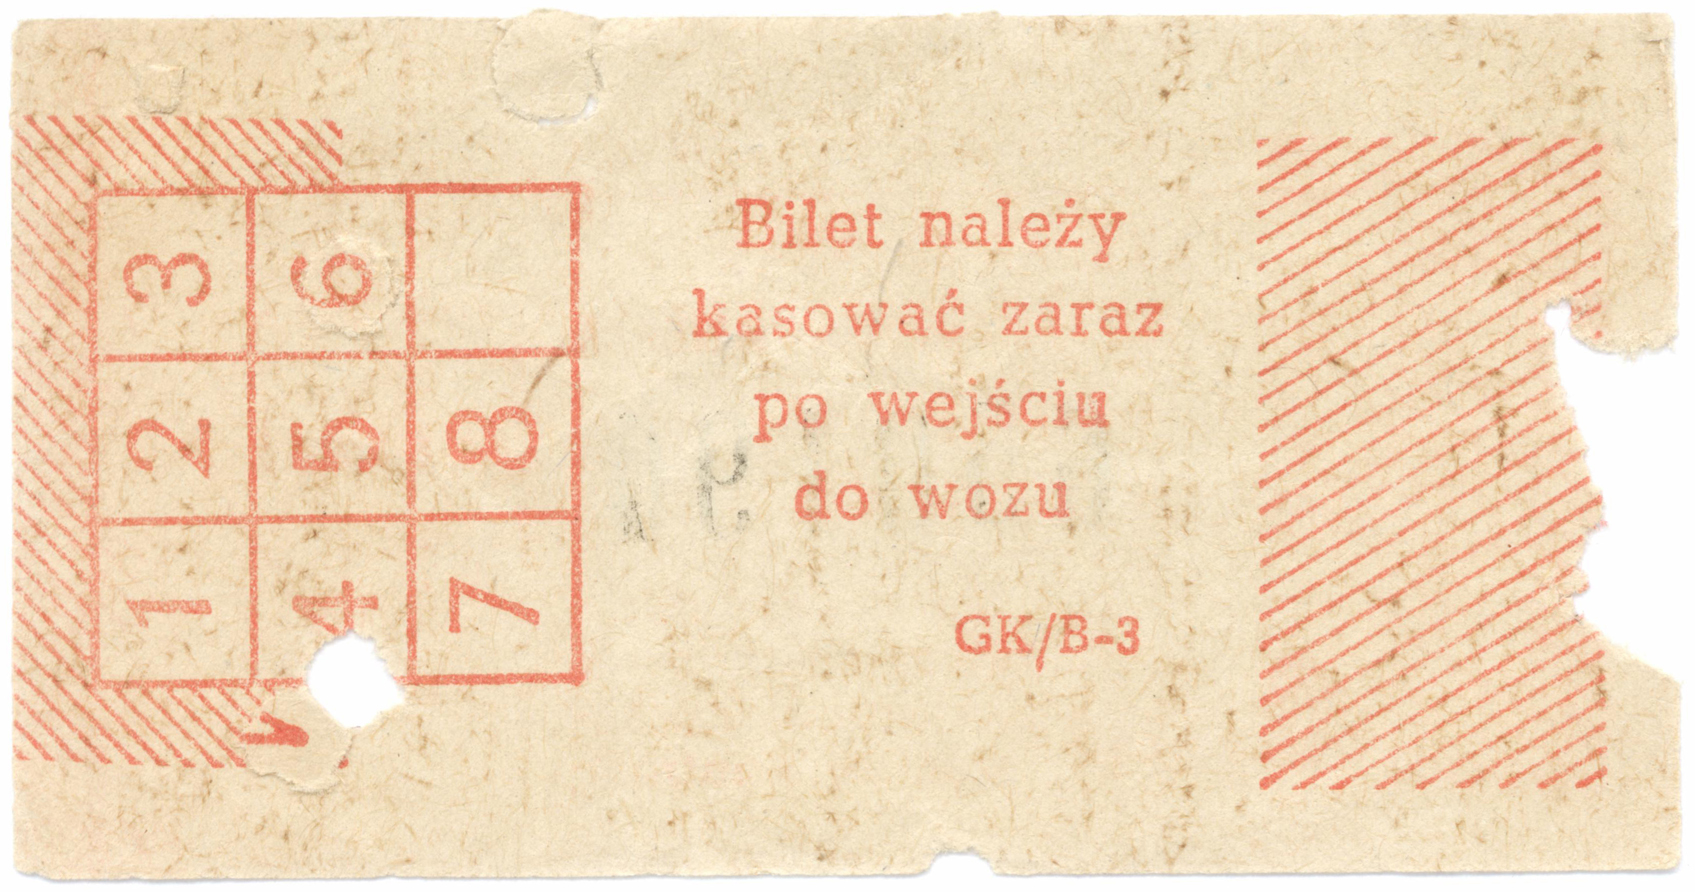 Bilet należy
kasować zaraz
po wejściu
do wozu
GK/B-3
1 2 3
4 5 6
7 8